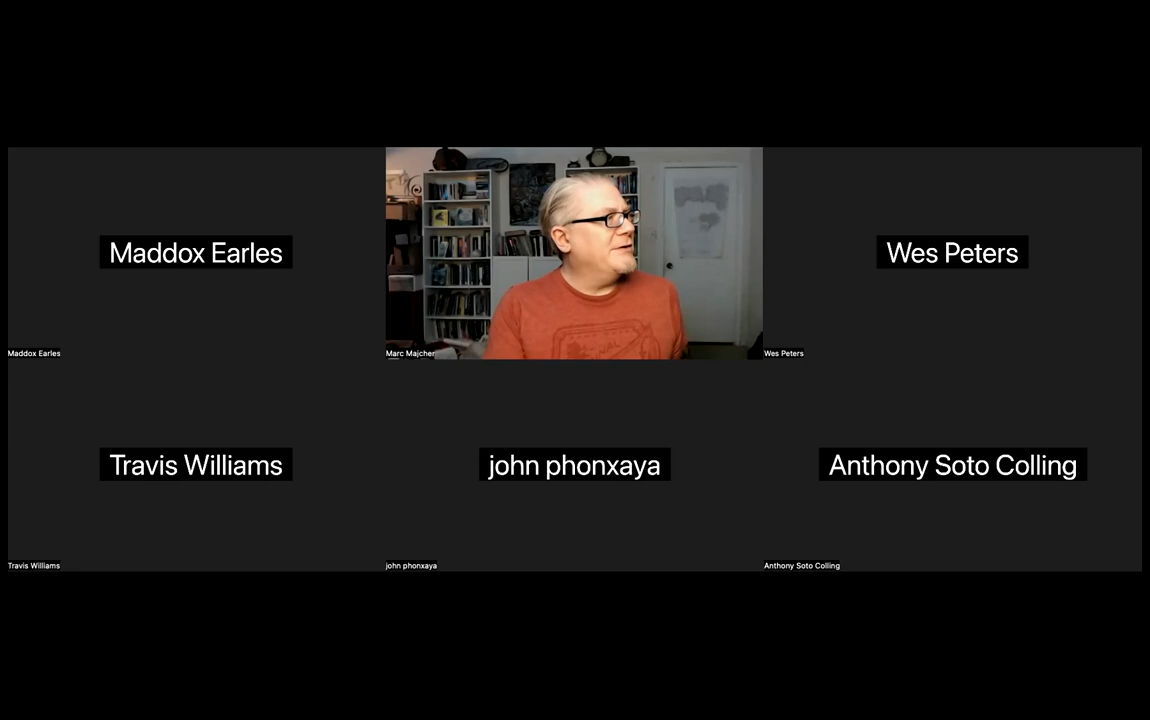 Maddox Earles
Wes Peters
Maddox Earles
Marc Majcher
Wes Peters
Travis Williams
john phonxaya
Anthony Soto Colling
Travis Williams
john phonxaya
Anthony Soto Colling